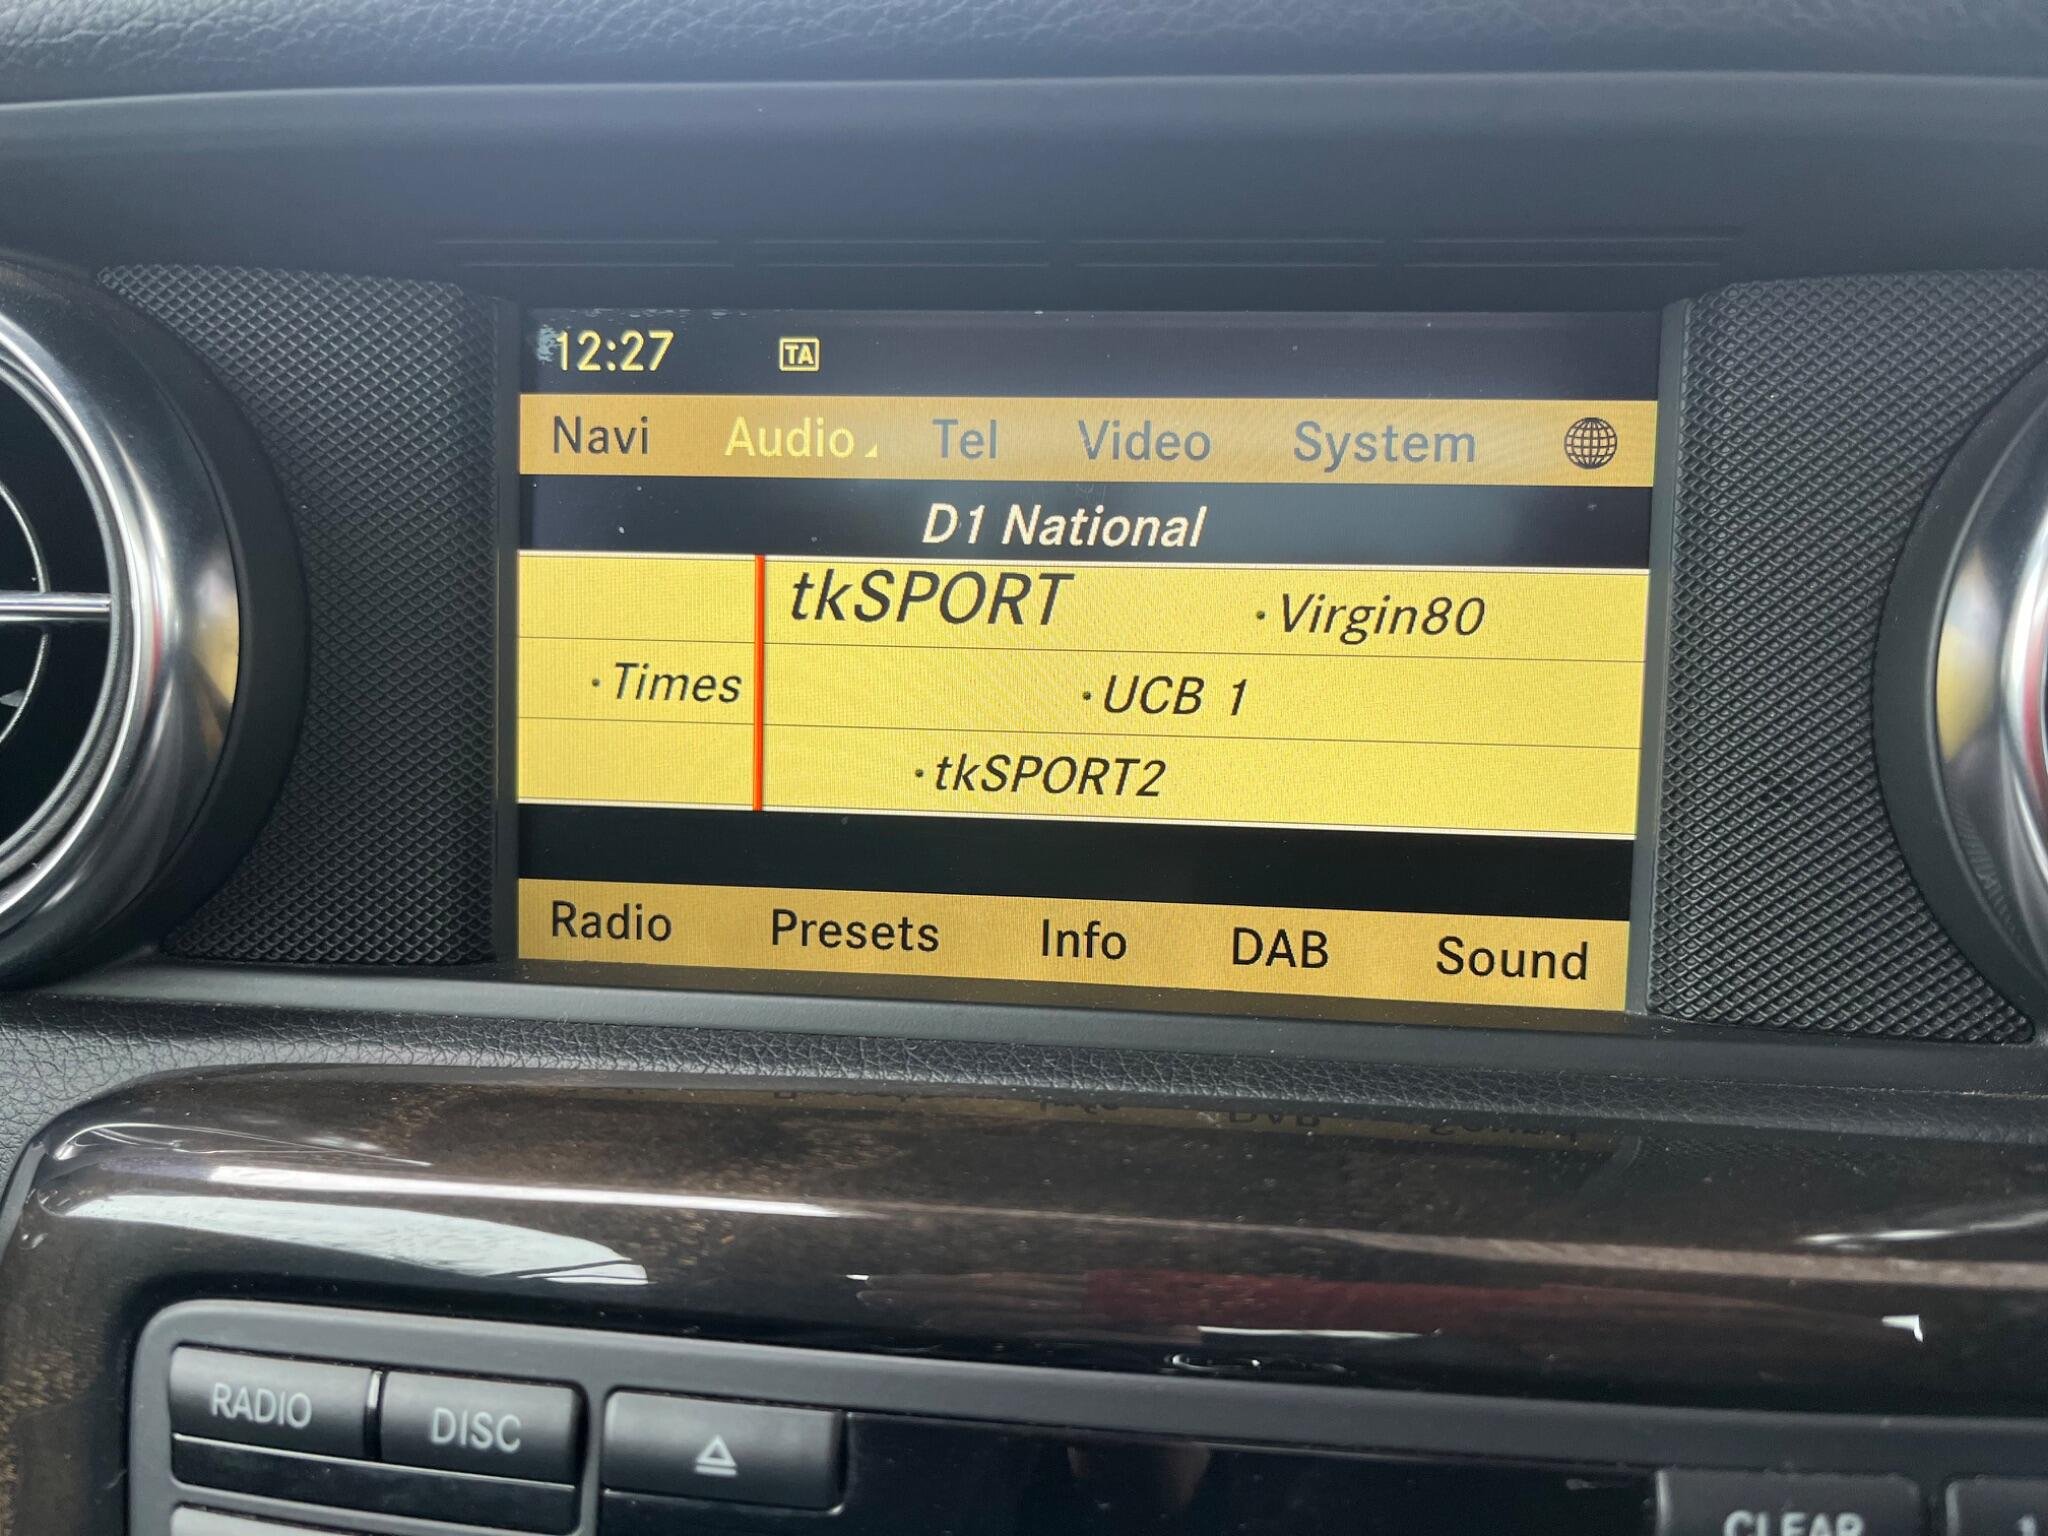 12:27 TA
Navi Audio Tel Video System
D1 National
tkSPORT ·Virgin80
·Times ·UCB 1
·tkSPORT2
Radio Presets Info DAB Sound
RADIO DISC
CLEAR